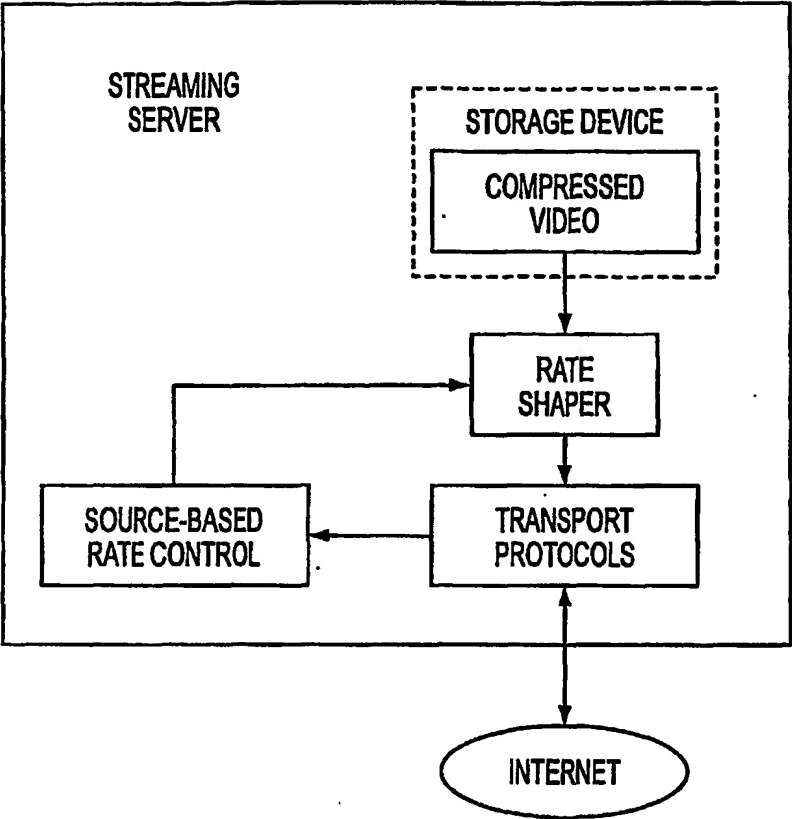 STREAMING
SERVER
STORAGE DEVICE
COMPRESSED
VIDEO
RATE
SHAPER
SOURCE-BASED
RATE CONTROL
TRANSPORT
PROTOCOLS
INTERNET